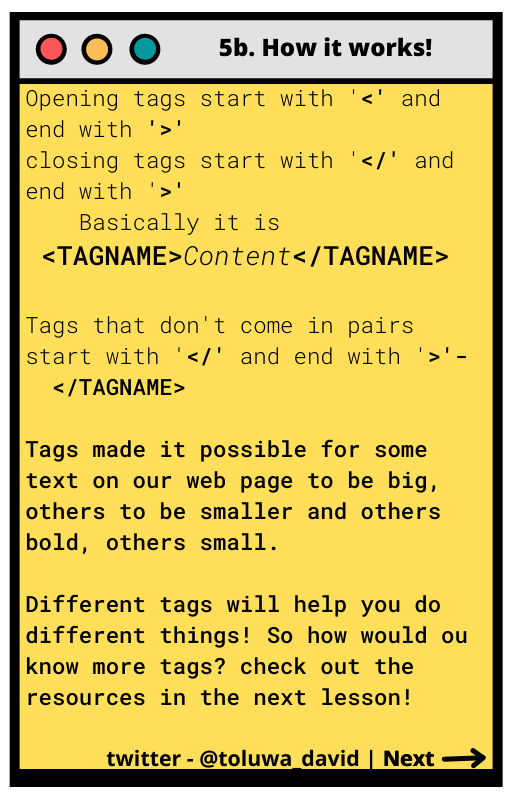 5b. How it works!
Opening tags start with '<' and
end with '>'
closing tags start with '</' and
end with '>'
Basically it is
<TAGNAME>Content</TAGNAME>
Tags that don't come in pairs
start with '</' and end with '>'-
</TAGNAME>
Tags made it possible for some
text on our web page to be big,
others to be smaller and others
bold, others small.
Different tags will help you do
different things! So how would ou
know more tags? check out the
resources in the next lesson!
twitter - @toluwa_david | Next